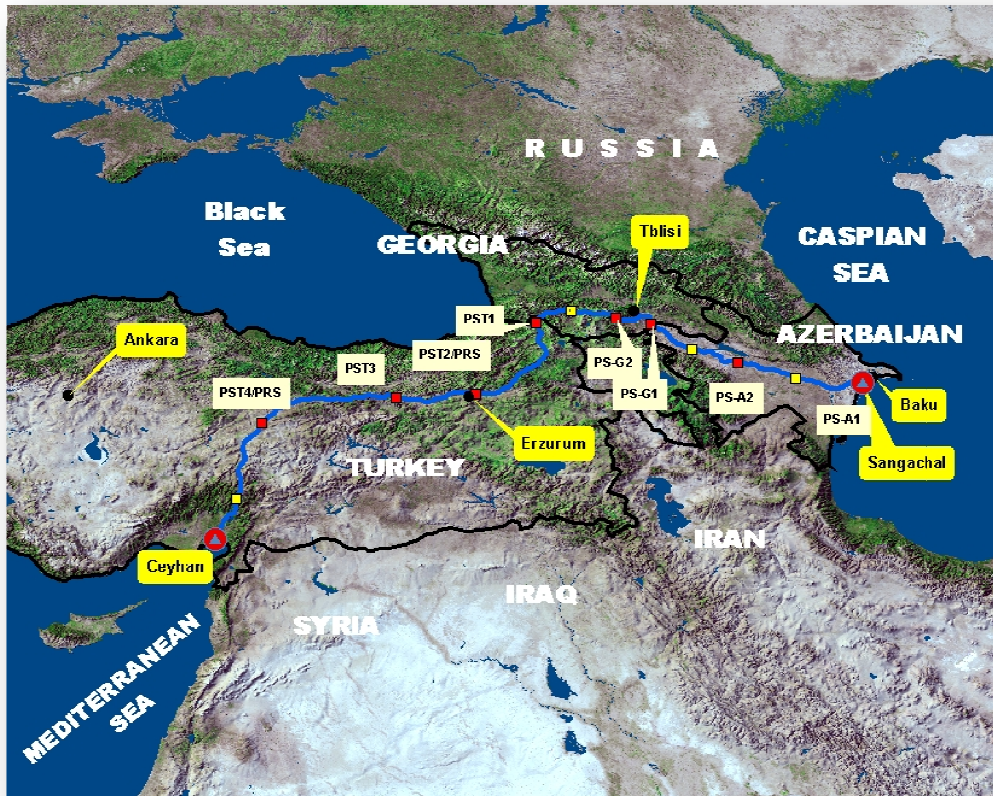 R U S S I A
Black
Sea
Tblisi
GEORGIA
CASPIAN
SEA
PST1
AZERBAIJAN
Ankara
PST2/PRS
PST3
PS-G2
PST4/PRS
PS-G1
PS-A2
Baku
PS-A1
Erzurum
Sangachal
TURKEY
IRAN
Ceyhan
IRAQ
SYRIA
MEDITERRANEAN
SEA